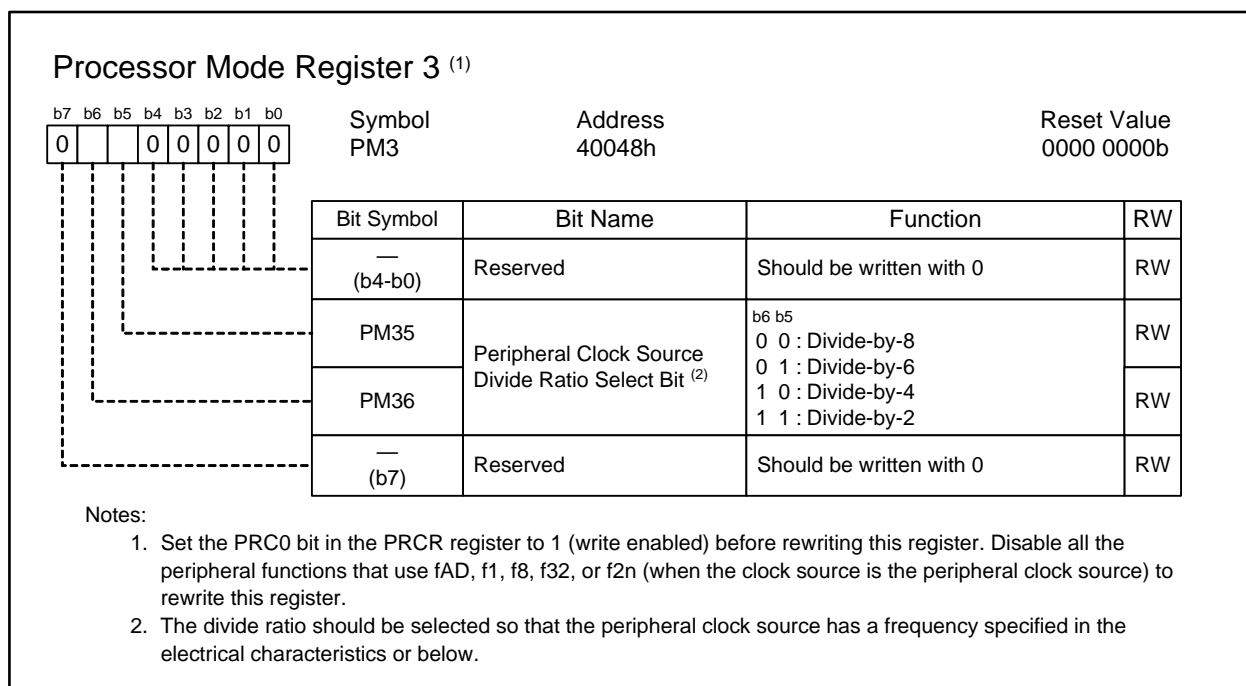 Processor Mode Register 3 (1)
b7 b6 b5 b4 b3 b2 b1 b0
0 0 0 0 0 0
Symbol Address Reset Value
PM3 40048h 0000 0000b
Bit Symbol Bit Name Function RW
—
(b4-b0) Reserved Should be written with 0 RW
PM35 Peripheral Clock Source
Divide Ratio Select Bit (2)
b6 b5
0 0 : Divide-by-8
0 1 : Divide-by-6
1 0 : Divide-by-4
1 1 : Divide-by-2
RW
PM36 RW
—
(b7) Reserved Should be written with 0 RW
Notes:
1. Set the PRC0 bit in the PRCR register to 1 (write enabled) before rewriting this register. Disable all the
peripheral functions that use fAD, f1, f8, f32, or f2n (when the clock source is the peripheral clock source) to
rewrite this register.
2. The divide ratio should be selected so that the peripheral clock source has a frequency specified in the
electrical characteristics or below.